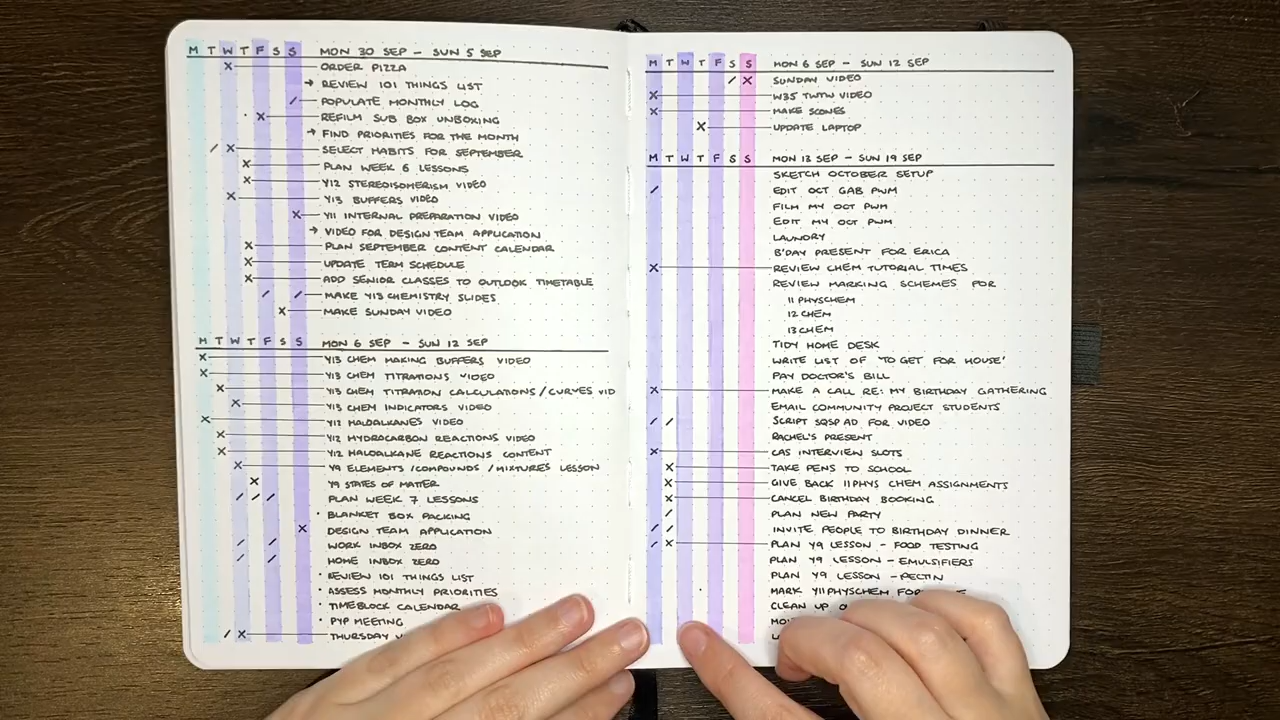 M T W T F S S MON 30 SEP – SUN 5 SEP
ORDER PIZZA
REVIEW 101 THINGS LIST
POPULATE MONTHLY LOG
REFILM SUB BOX UNBOXING
FIND PRIORITIES FOR THE MONTH
SELECT HABITS FOR SEPTEMBER
PLAN WEEK 6 LESSONS
Y12 STEREOISOMERISM VIDEO
Y13 BUFFERS VIDEO
Y11 INTERNAL PREPARATION VIDEO
VIDEO FOR DESIGN TEAM APPLICATION
PLAN SEPTEMBER CONTENT CALENDAR
UPDATE TERM SCHEDULE
ADD SENIOR CLASSES TO OUTLOOK TIMETABLE
MAKE Y13 CHEMISTRY SLIDES
MAKE SUNDAY VIDEO
M T W T F S S MON 6 SEP – SUN 12 SEP
Y13 CHEM MAKING BUFFERS VIDEO
Y13 CHEM TITRATIONS VIDEO
Y13 CHEM TITRATION CALCULATIONS / CURVES VID
Y13 CHEM INDICATORS VIDEO
Y12 HALOALKANES VIDEO
Y12 HYDROCARBON REACTIONS VIDEO
Y12 HALOALKANE REACTIONS CONTENT
Y9 ELEMENTS / COMPOUNDS / MIXTURES LESSON
Y9 STATES OF MATTER
PLAN WEEK 7 LESSONS
BLANKET BOX PACKING
DESIGN TEAM APPLICATION
WORK INBOX ZERO
HOME INBOX ZERO
REVIEW 101 THINGS LIST
ASSESS MONTHLY PRIORITIES
TIMEBLOCK CALENDAR
PYP MEETING
THURSDAY
M T W T F S S MON 6 SEP – SUN 12 SEP
SUNDAY VIDEO
W35 TWTW VIDEO
MAKE SCONES
UPDATE LAPTOP
M T W T F S S MON 13 SEP – SUN 19 SEP
SKETCH OCTOBER SETUP
EDIT OCT GAB PWM
FILM MY OCT PWM
EDIT MY OCT PWM
LAUNDRY
B'DAY PRESENT FOR ERICA
REVIEW CHEM TUTORIAL TIMES
REVIEW MARKING SCHEMES FOR
11 PHYSCHEM
12 CHEM
13 CHEM
TIDY HOME DESK
WRITE LIST OF 'TO GET FOR HOUSE'
PAY DOCTOR'S BILL
MAKE A CALL RE: MY BIRTHDAY GATHERING
EMAIL COMMUNITY PROJECT STUDENTS
SCRIPT SQSP AD FOR VIDEO
RACHEL'S PRESENT
CAS INTERVIEW SLOTS
TAKE PENS TO SCHOOL
GIVE BACK 11 PHYS CHEM ASSIGNMENTS
CANCEL BIRTHDAY BOOKING
PLAN NEW PARTY
INVITE PEOPLE TO BIRTHDAY DINNER
PLAN Y9 LESSON – FOOD TESTING
PLAN Y9 LESSON – EMULSIFIERS
PLAN Y9 LESSON – PECTIN
MARK Y11 PHYSCHEM
CLEAN UP